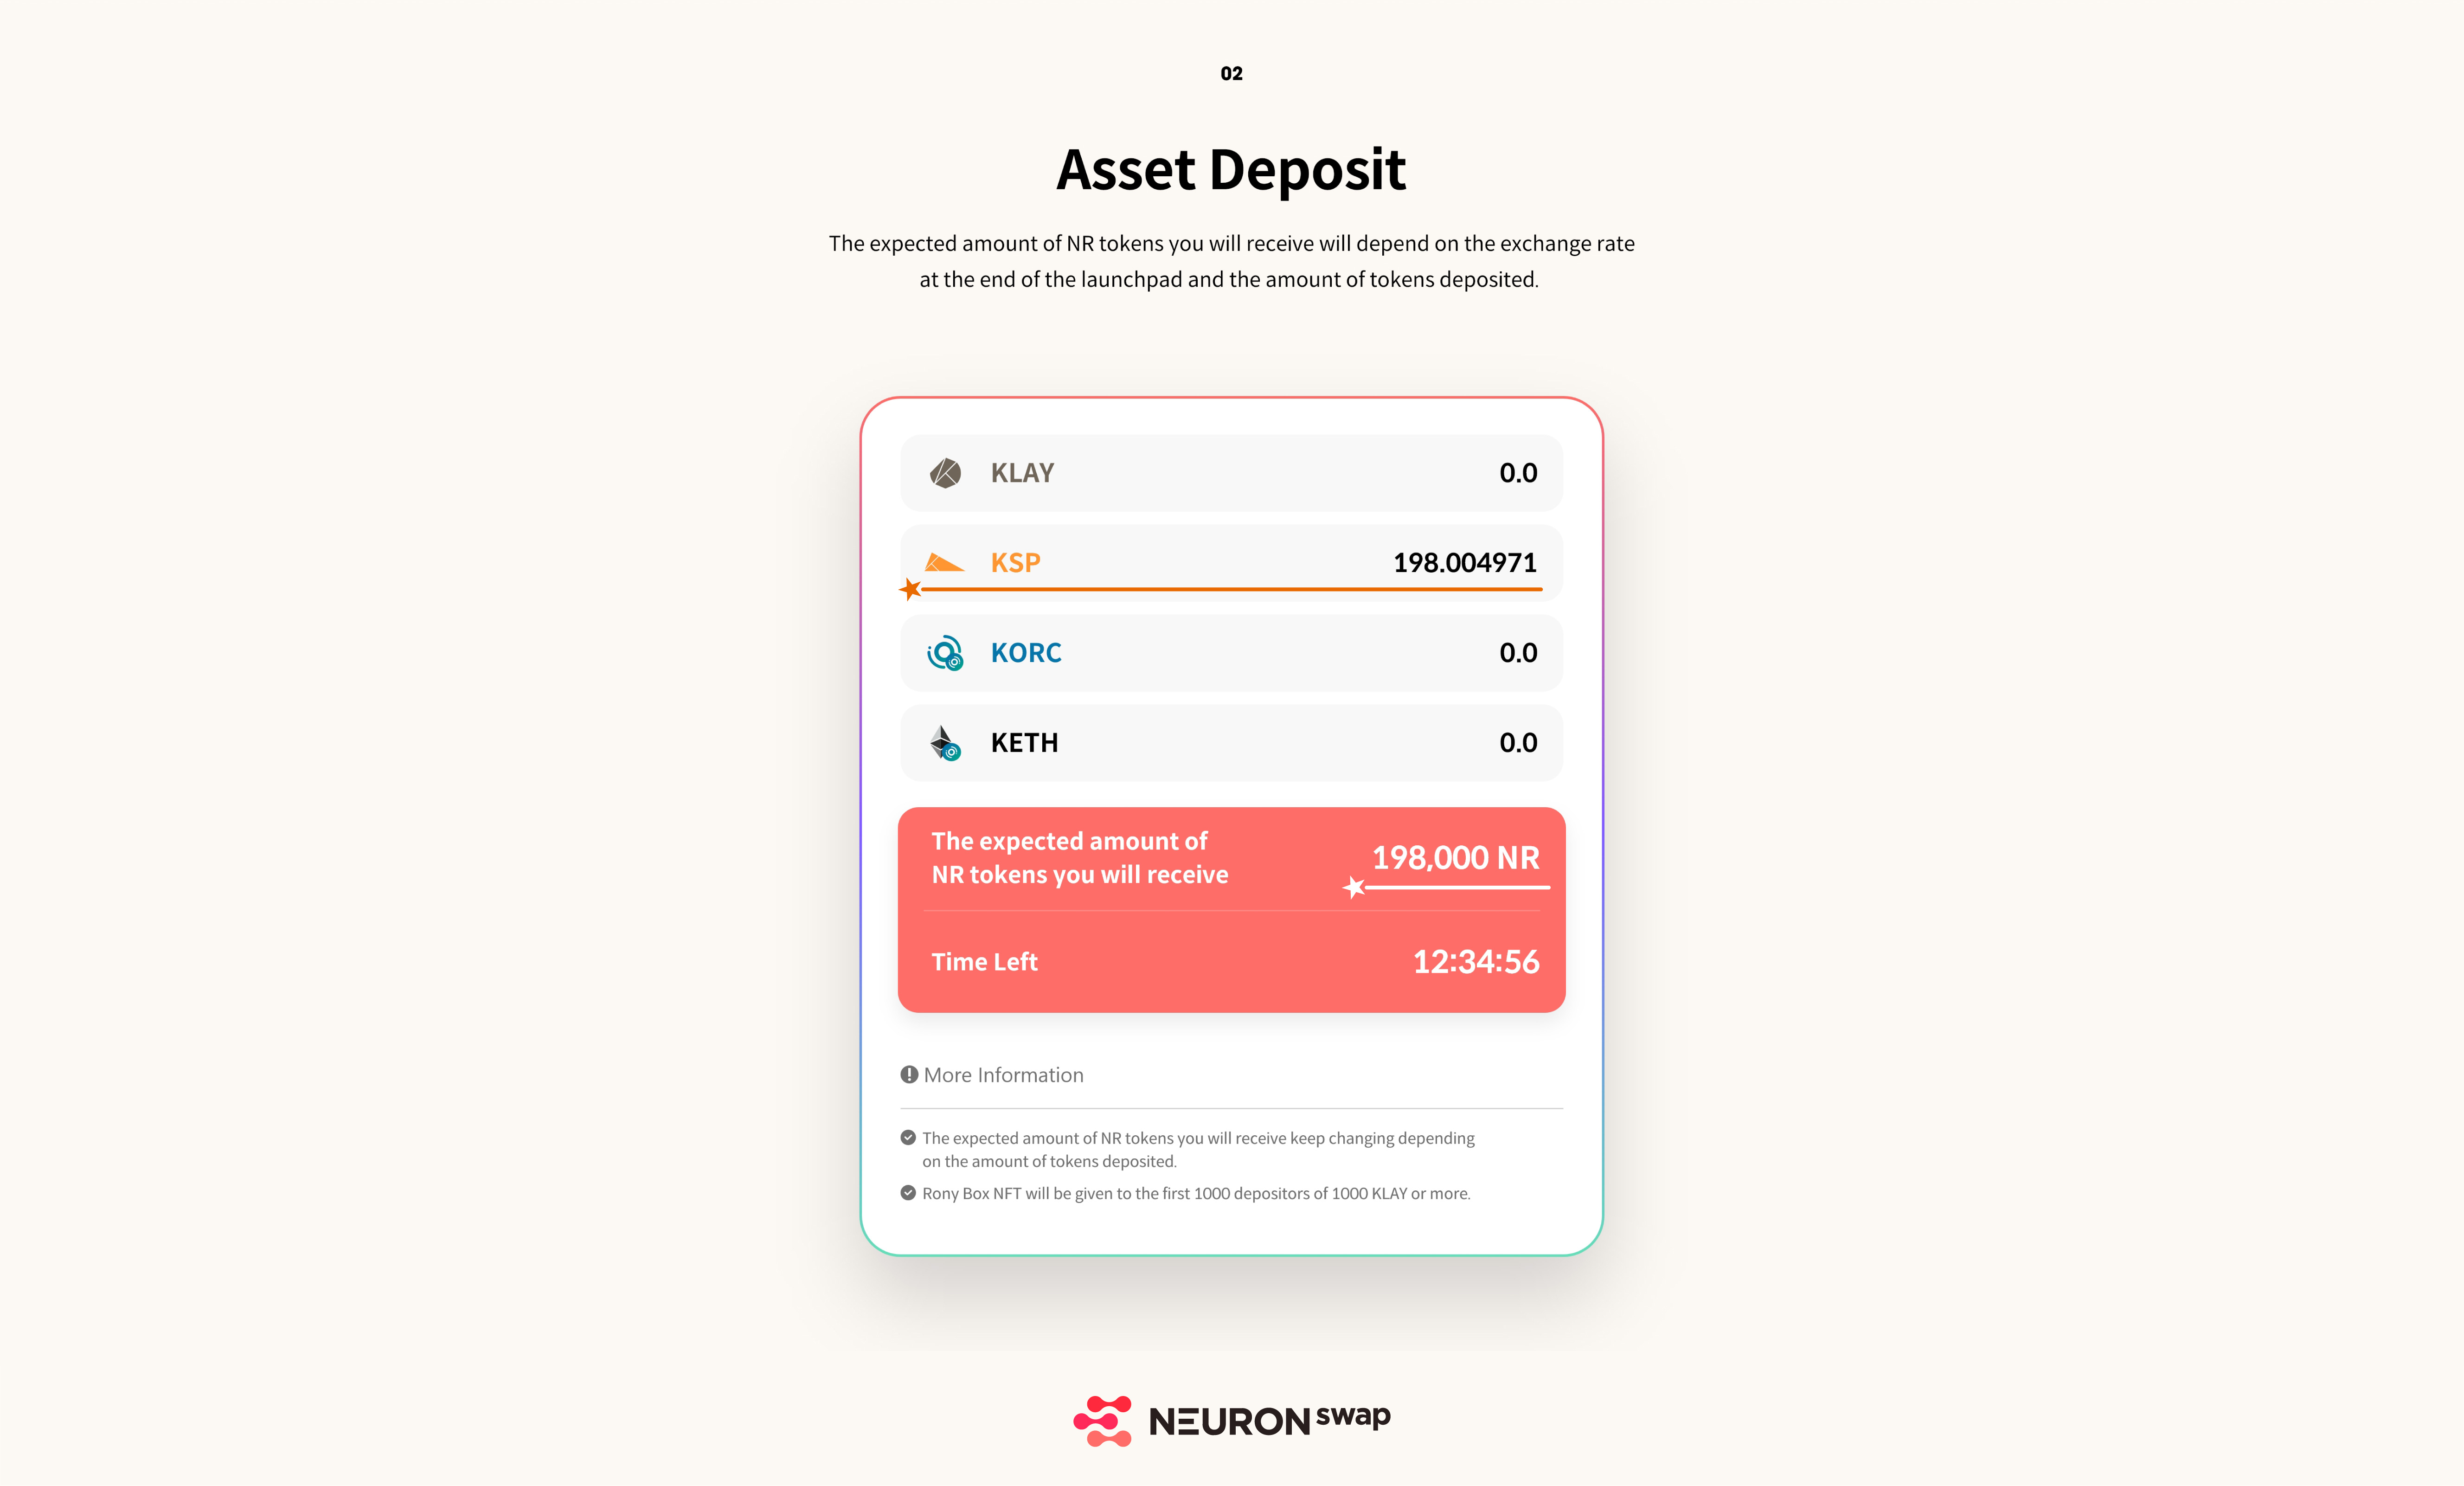 02
Asset Deposit
The expected amount of NR tokens you will receive will depend on the exchange rate
at the end of the launchpad and the amount of tokens deposited.
KLAY 0.0
KSP 198.004971
KORC 0.0
KETH 0.0
The expected amount of
NR tokens you will receive
198,000 NR
Time Left 12:34:56
More Information
The expected amount of NR tokens you will receive keep changing depending
on the amount of tokens deposited.
Rony Box NFT will be given to the first 1000 depositors of 1000 KLAY or more.
NEURON swap